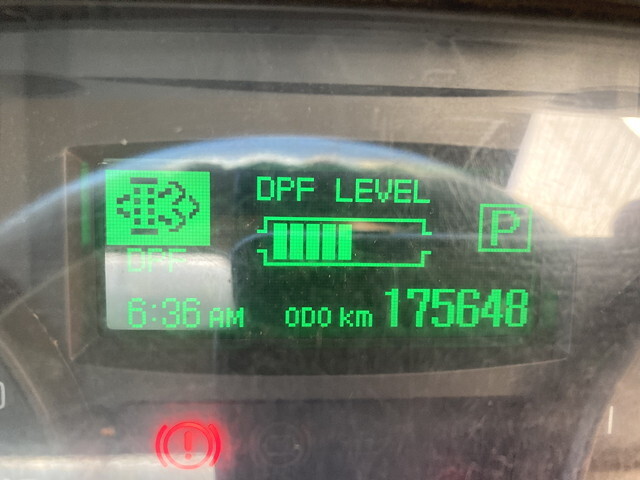 DPF LEVEL
P
DPF
6:36 AM ODO km 175648